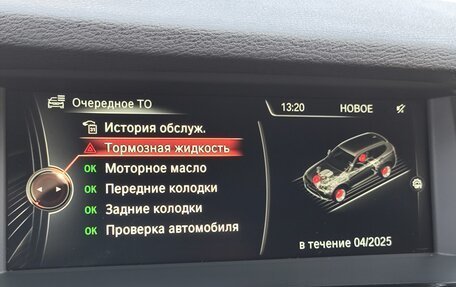 Очередное ТО
13:20
НОВОЕ
31
История обслуж.
Тормозная жидкость
OK Моторное масло
OK Передние колодки
OK Задние колодки
OK Проверка автомобиля
в течение 04/2025